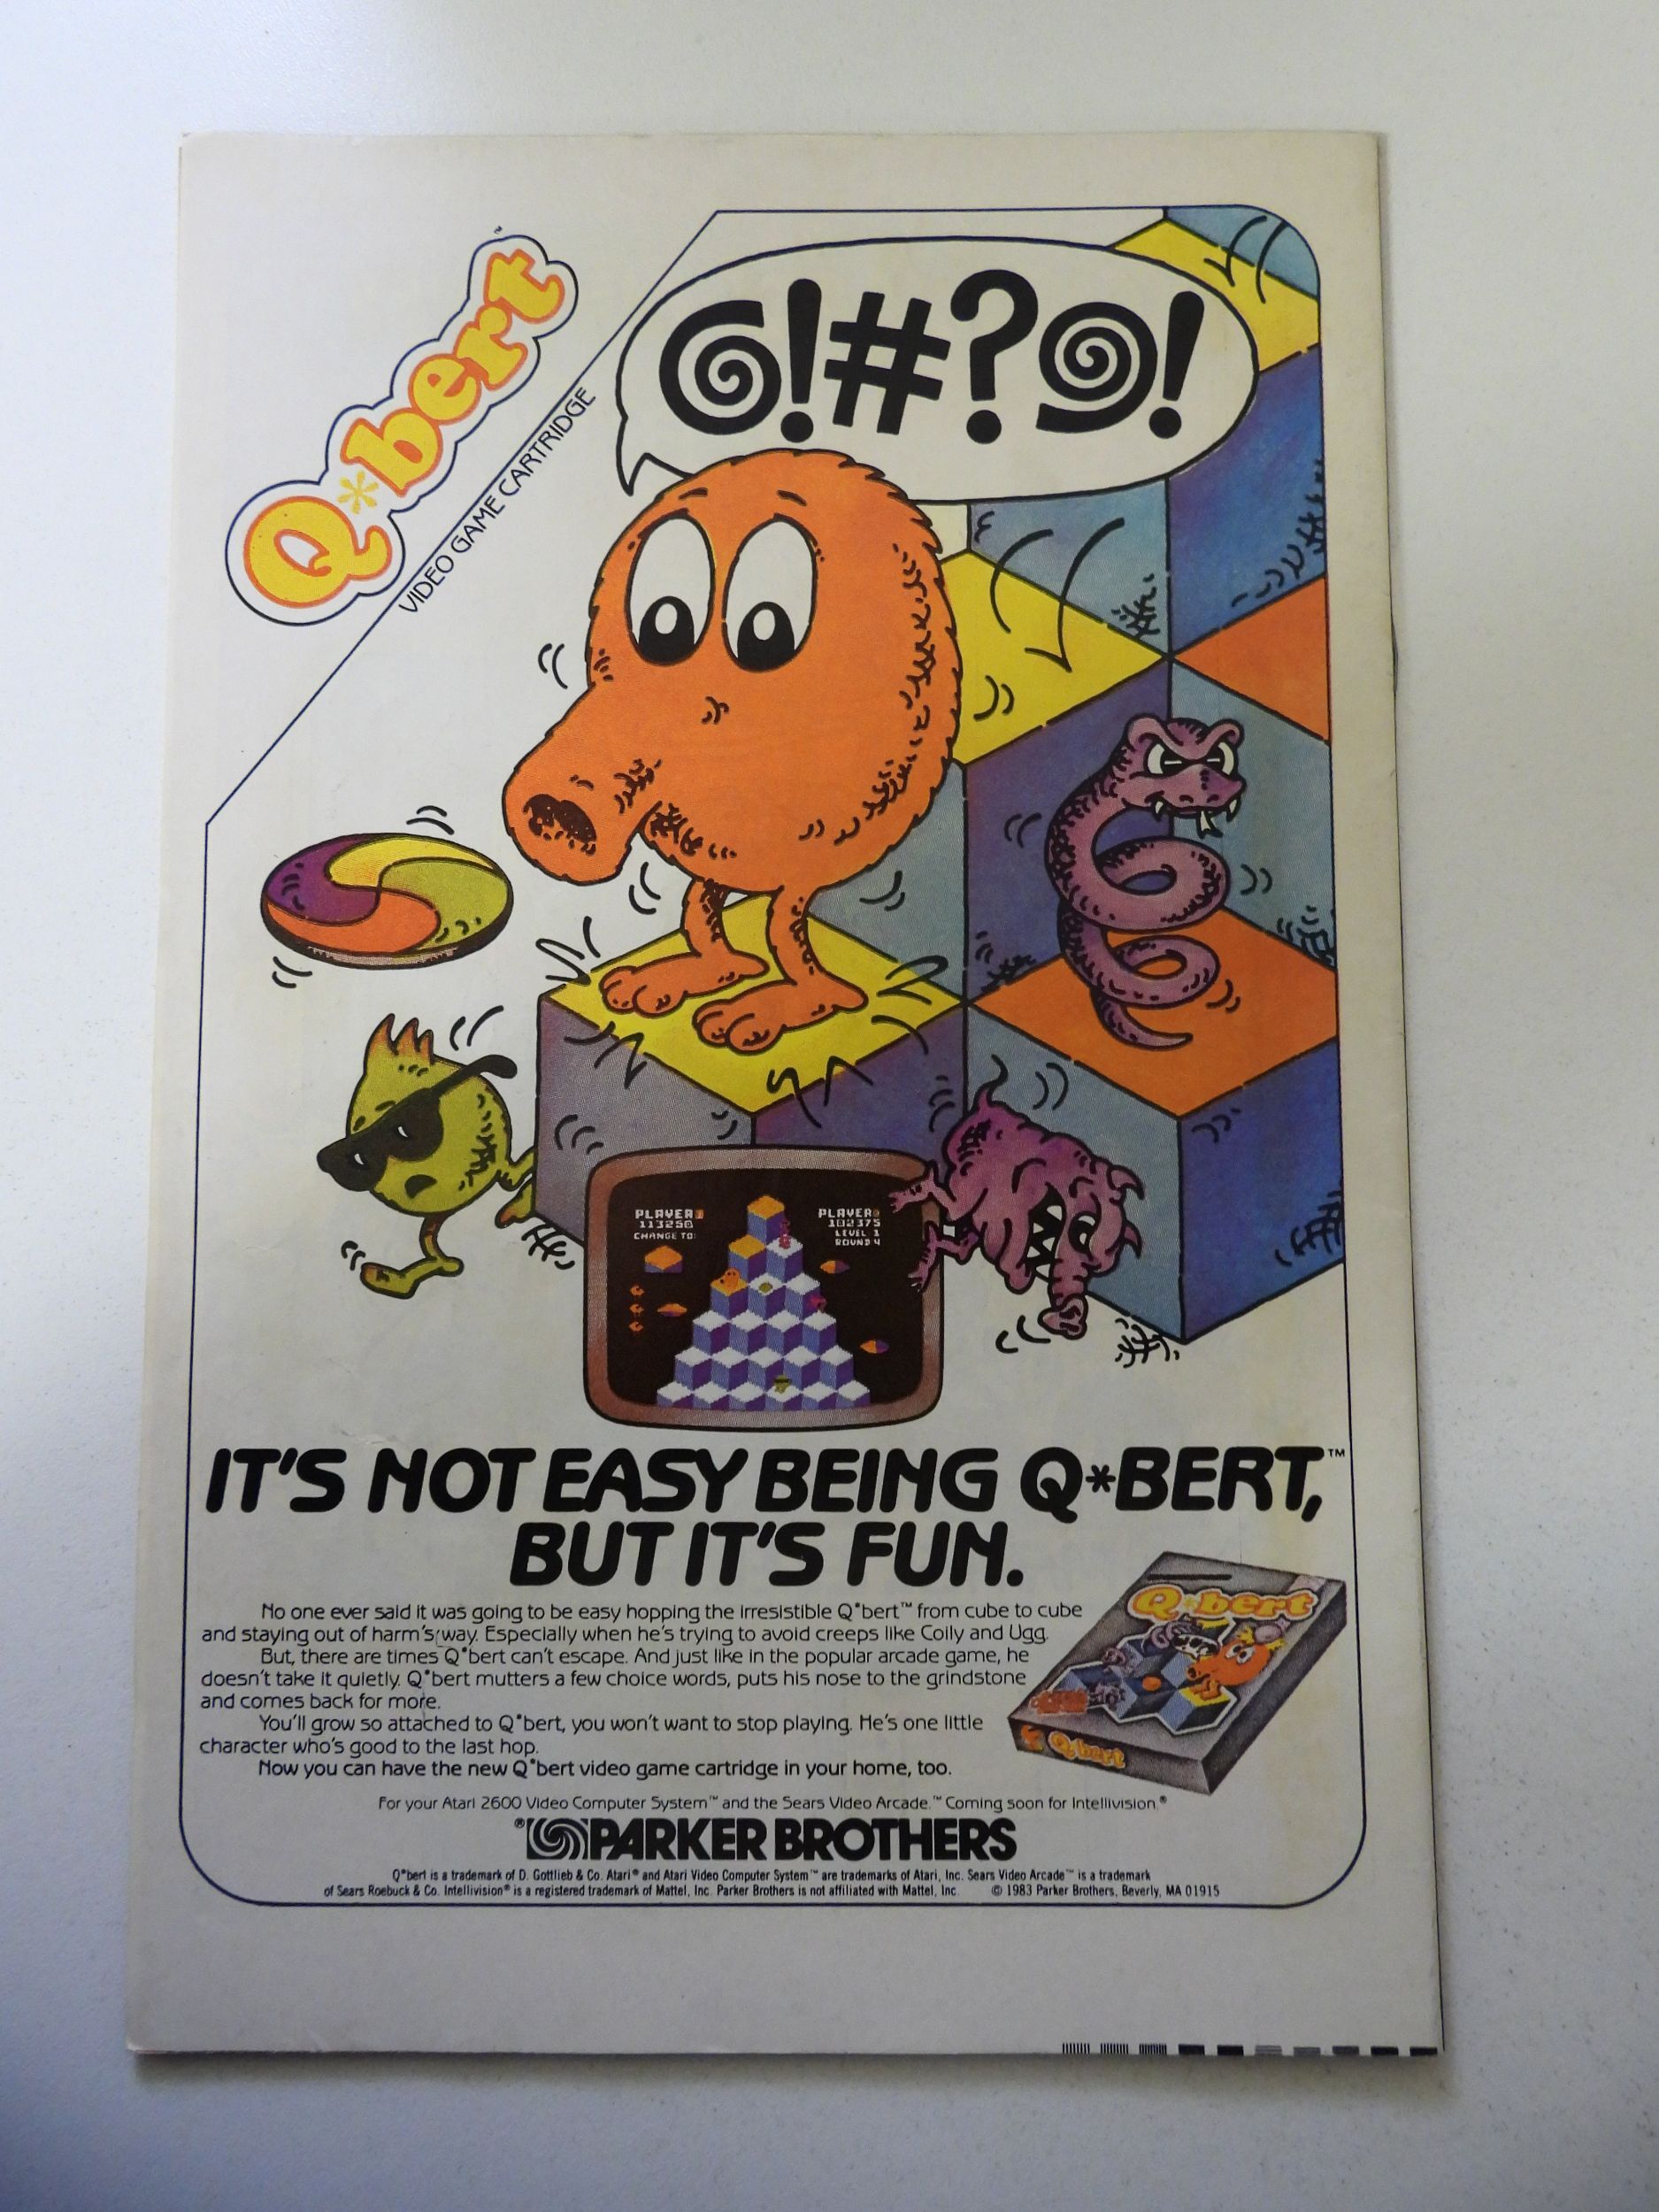 Q*bert™
VIDEO GAME CARTRIDGE
@!#?@!
PLAYER 1
113250
CHANGE TO:
PLAYER 2
102375
LEVEL 1
ROUND 4
IT'S NOT EASY BEING Q*BERT,™
BUT IT'S FUN.
No one ever said it was going to be easy hopping the irresistible Q*bert™ from cube to cube
and staying out of harm's way. Especially when he's trying to avoid creeps like Coily and Ugg.
But, there are times Q*bert can't escape. And just like in the popular arcade game, he
doesn't take it quietly. Q*bert mutters a few choice words, puts his nose to the grindstone
and comes back for more.
You'll grow so attached to Q*bert, you won't want to stop playing. He's one little
character who's good to the last hop.
Now you can have the new Q*bert video game cartridge in your home, too.
Q*bert
Q*bert
For your Atari 2600 Video Computer System™ and the Sears Video Arcade.™ Coming soon for Intellivision.®
® PARKER BROTHERS
Q*bert is a trademark of D. Gottlieb & Co. Atari® and Atari Video Computer System™ are trademarks of Atari, Inc. Sears Video Arcade™ is a trademark
of Sears Roebuck & Co. Intellivision® is a registered trademark of Mattel, Inc. Parker Brothers is not affiliated with Mattel, Inc. © 1983 Parker Brothers, Beverly, MA 01915